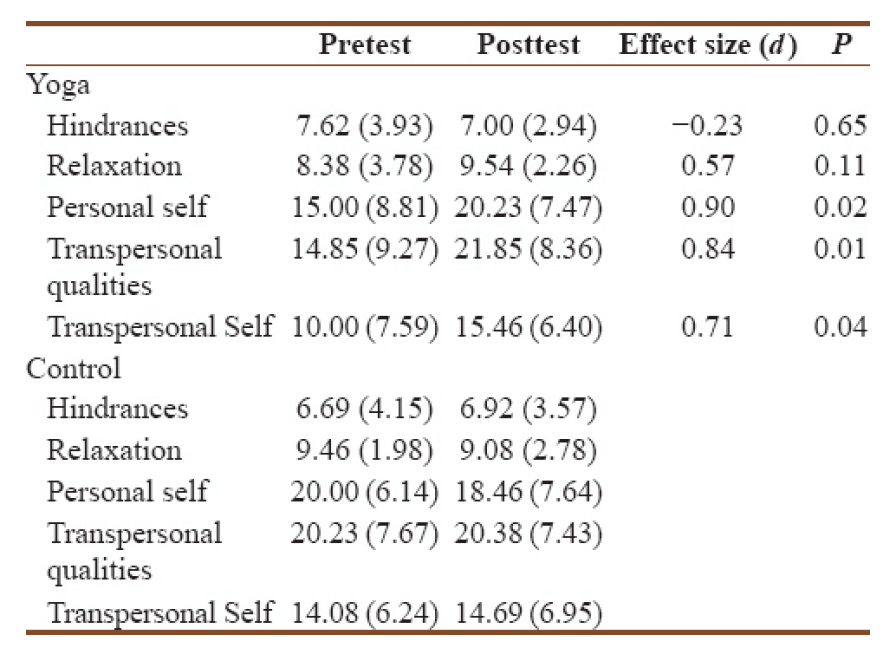 Pretest Posttest Effect size (d) P
Yoga
Hindrances 7.62 (3.93) 7.00 (2.94) −0.23 0.65
Relaxation 8.38 (3.78) 9.54 (2.26) 0.57 0.11
Personal self 15.00 (8.81) 20.23 (7.47) 0.90 0.02
Transpersonal 14.85 (9.27) 21.85 (8.36) 0.84 0.01
qualities
Transpersonal Self 10.00 (7.59) 15.46 (6.40) 0.71 0.04
Control
Hindrances 6.69 (4.15) 6.92 (3.57)
Relaxation 9.46 (1.98) 9.08 (2.78)
Personal self 20.00 (6.14) 18.46 (7.64)
Transpersonal 20.23 (7.67) 20.38 (7.43)
qualities
Transpersonal Self 14.08 (6.24) 14.69 (6.95)